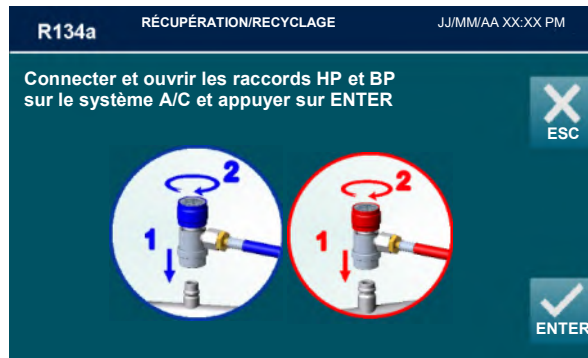 R134a
RÉCUPÉRATION/RECYCLAGE
JJ/MM/AA XX:XX PM
Connecter et ouvrir les raccords HP et BP
sur le système A/C et appuyer sur ENTER
ESC
2
1
2
1
ENTER